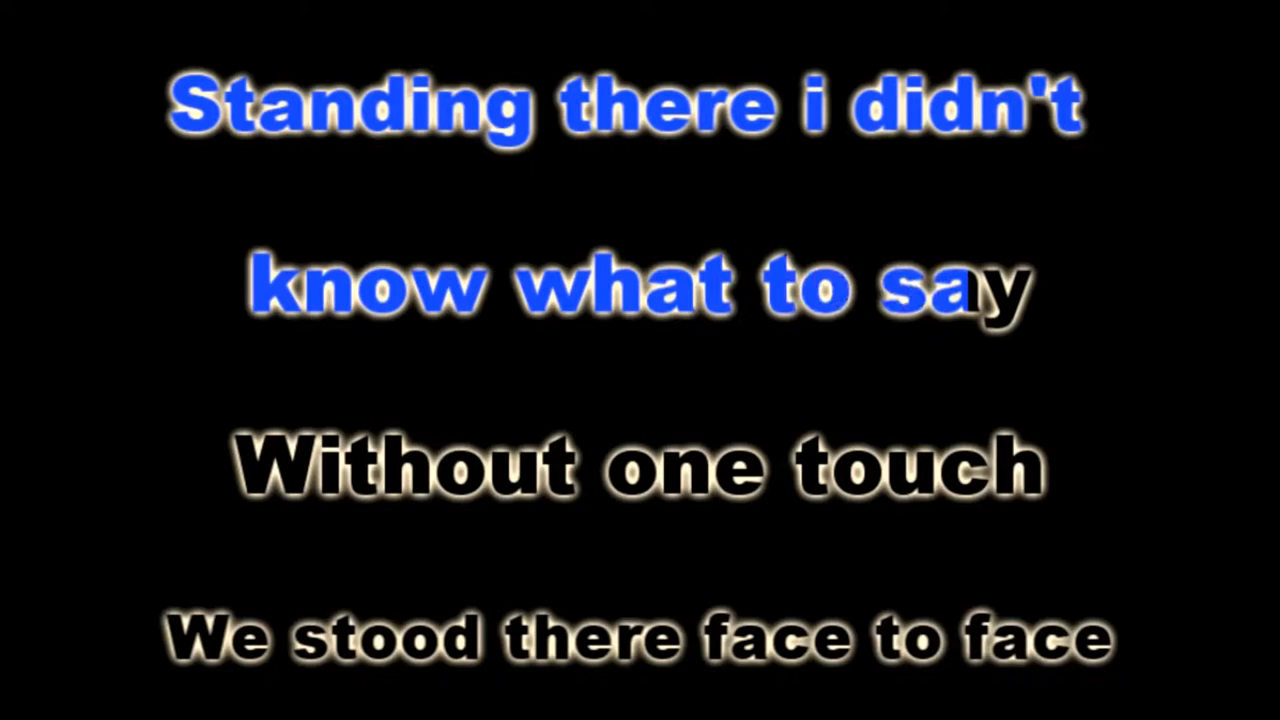 Standing there i didn't
know what to say
Without one touch
We stood there face to face